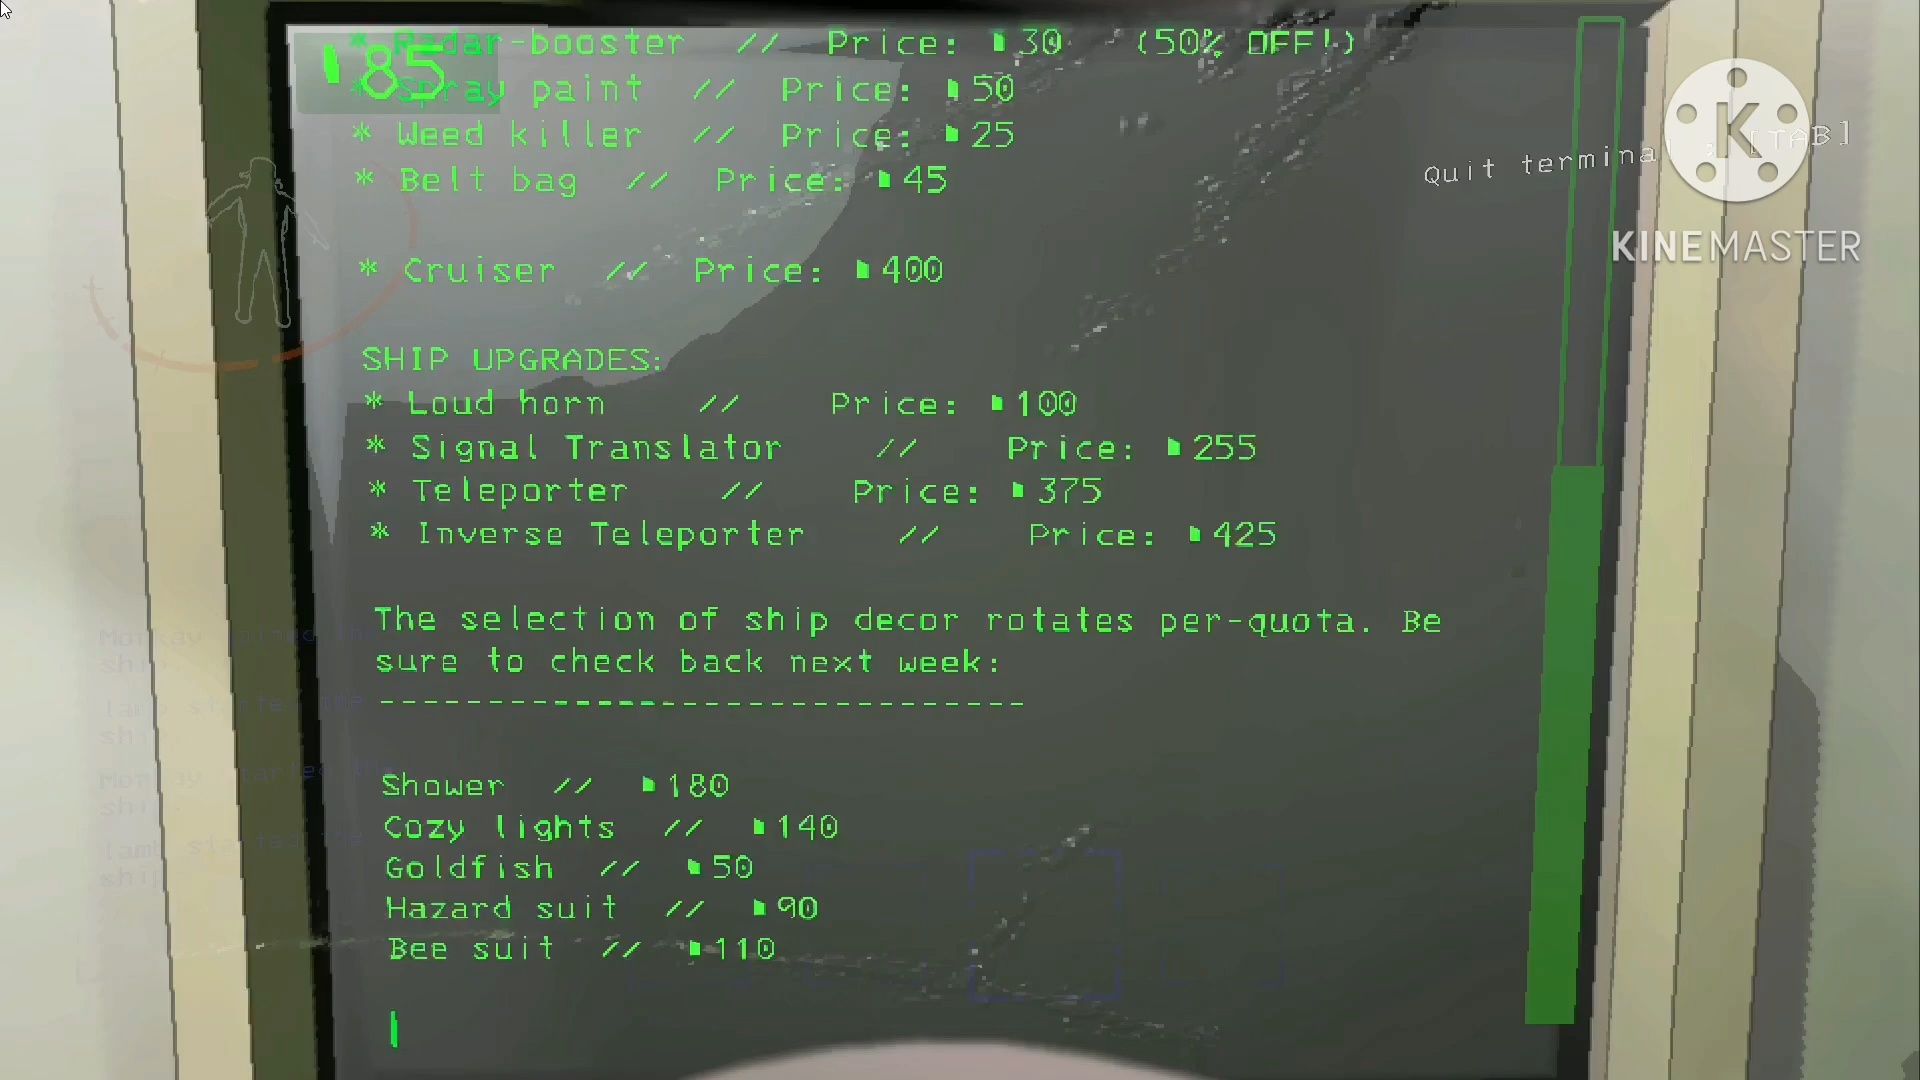 * Radar-booster // Price: ▮30 (50% OFF!)
▮85
* Spray paint // Price: ▮50
* Weed killer // Price: ▮25
* Belt bag // Price: ▮45
Quit terminal : [TAB]
KINEMASTER
* Cruiser // Price: ▮400
SHIP UPGRADES:
* Loud horn // Price: ▮100
* Signal Translator // Price: ▮255
* Teleporter // Price: ▮375
* Inverse Teleporter // Price: ▮425
The selection of ship decor rotates per-quota. Be
sure to check back next week:
------------------------------
Shower // ▮180
Cozy lights // ▮140
Goldfish // ▮50
Hazard suit // ▮90
Bee suit // ▮110